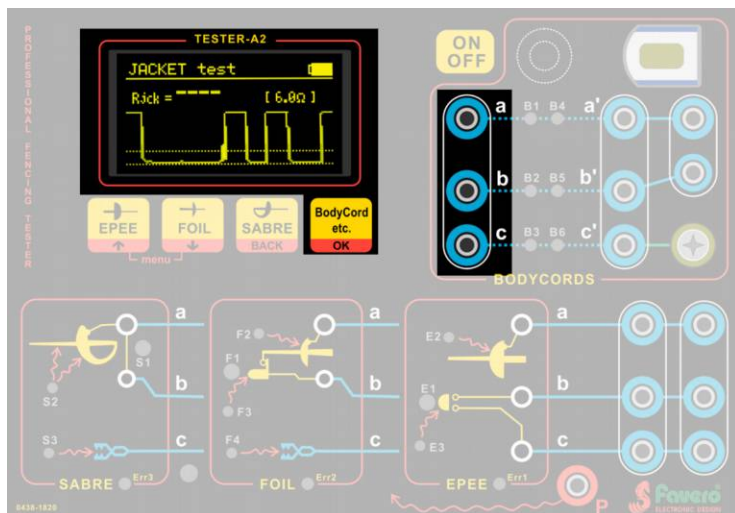 TESTER-A2
JACKET test
Rjck = ---- [ 6.0Ω ]
ON
OFF
PROFESSIONAL FENCING TESTER
EPEE
FOIL
SABRE
BACK
menu
BodyCord
etc.
OK
a B1 B4 a'
b B2 B5 b'
c B3 B6 c'
BODYCORDS
S1
S2
S3
a
b
c
SABRE Err3
F2
F1
F3
F4
a
b
c
FOIL Err2
E2
E1
E3
a
b
c
EPEE Err1
P
Favero
ELECTRONIC DESIGN
0438-1820